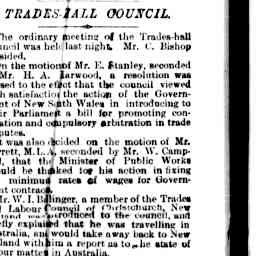 TRADES-HALL COUNCIL.
The ordinary meeting of the Trades-hall
uncil was held last night. Mr. C. Bishop
sided.
n the motion of Mr. E. Stanley, seconded
Mr. H. A. Harwood, a resolution was
sed to the effect that the council viewed
h satisfaction the action of the Govern-
nt of New South Wales in introducing to
ir Parliament a bill for promoting con-
ation and compulsory arbitration in trade
putes.
t was also decided on the motion of Mr.
rrett, M.L.A., seconded by Mr. W. Camp-
l, that the Minister of Public Works
ould be thanked for his action in fixing
minimum rates of wages for Govern-
nt contracts.
r. W. I. Ballinger, a member of the Trades
Labour Council of Christchurch, New
land was introduced to the council, and
efly explained that he was travelling in
stralia, and would take away back to New
land with him a report as to the state of
our matters in Australia.